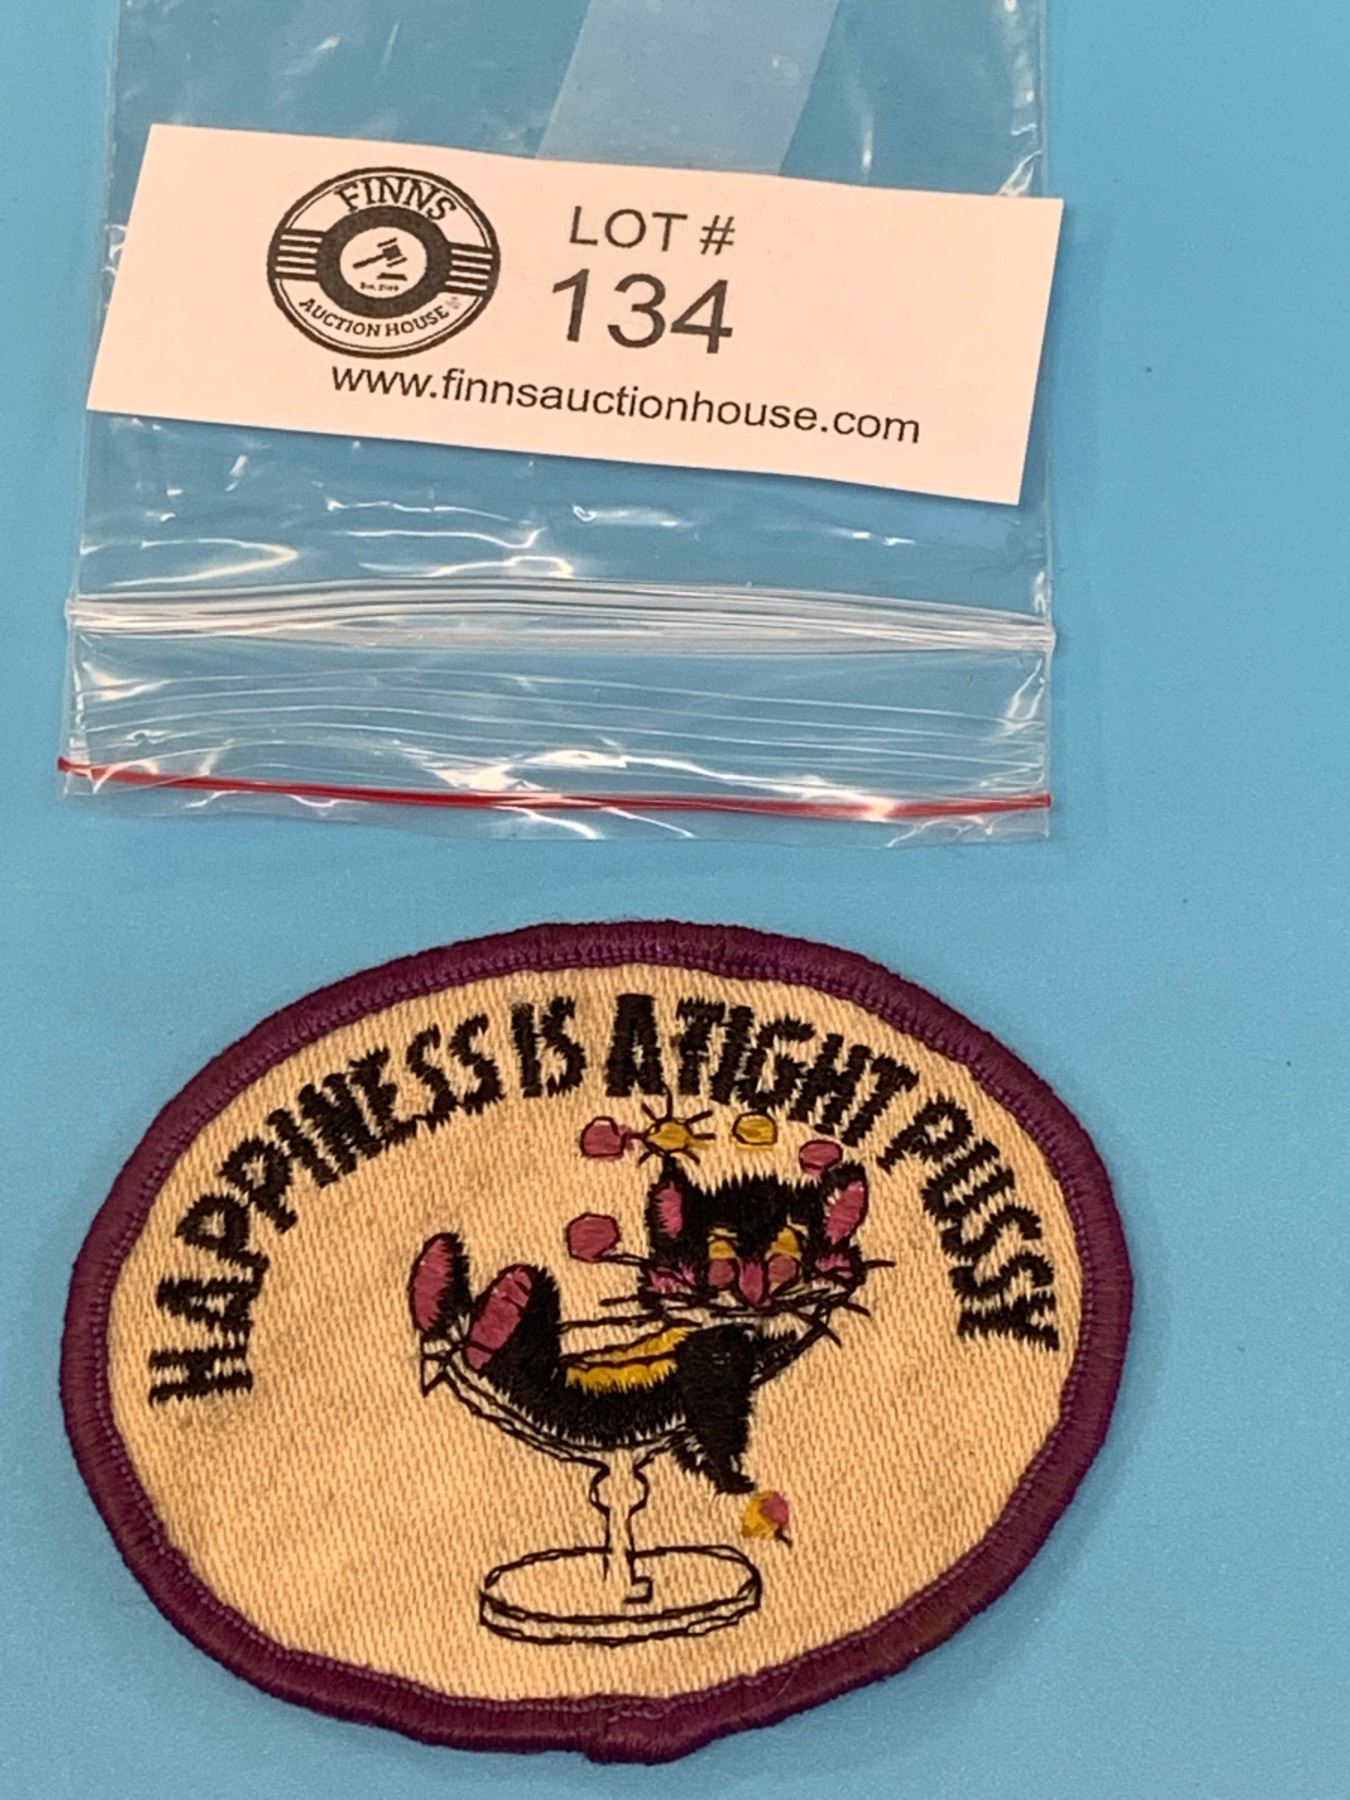 FINNS
AUCTION HOUSE
LOT #
134
www.finnsauctionhouse.com
HAPPINESS IS A TIGHT PUSSY